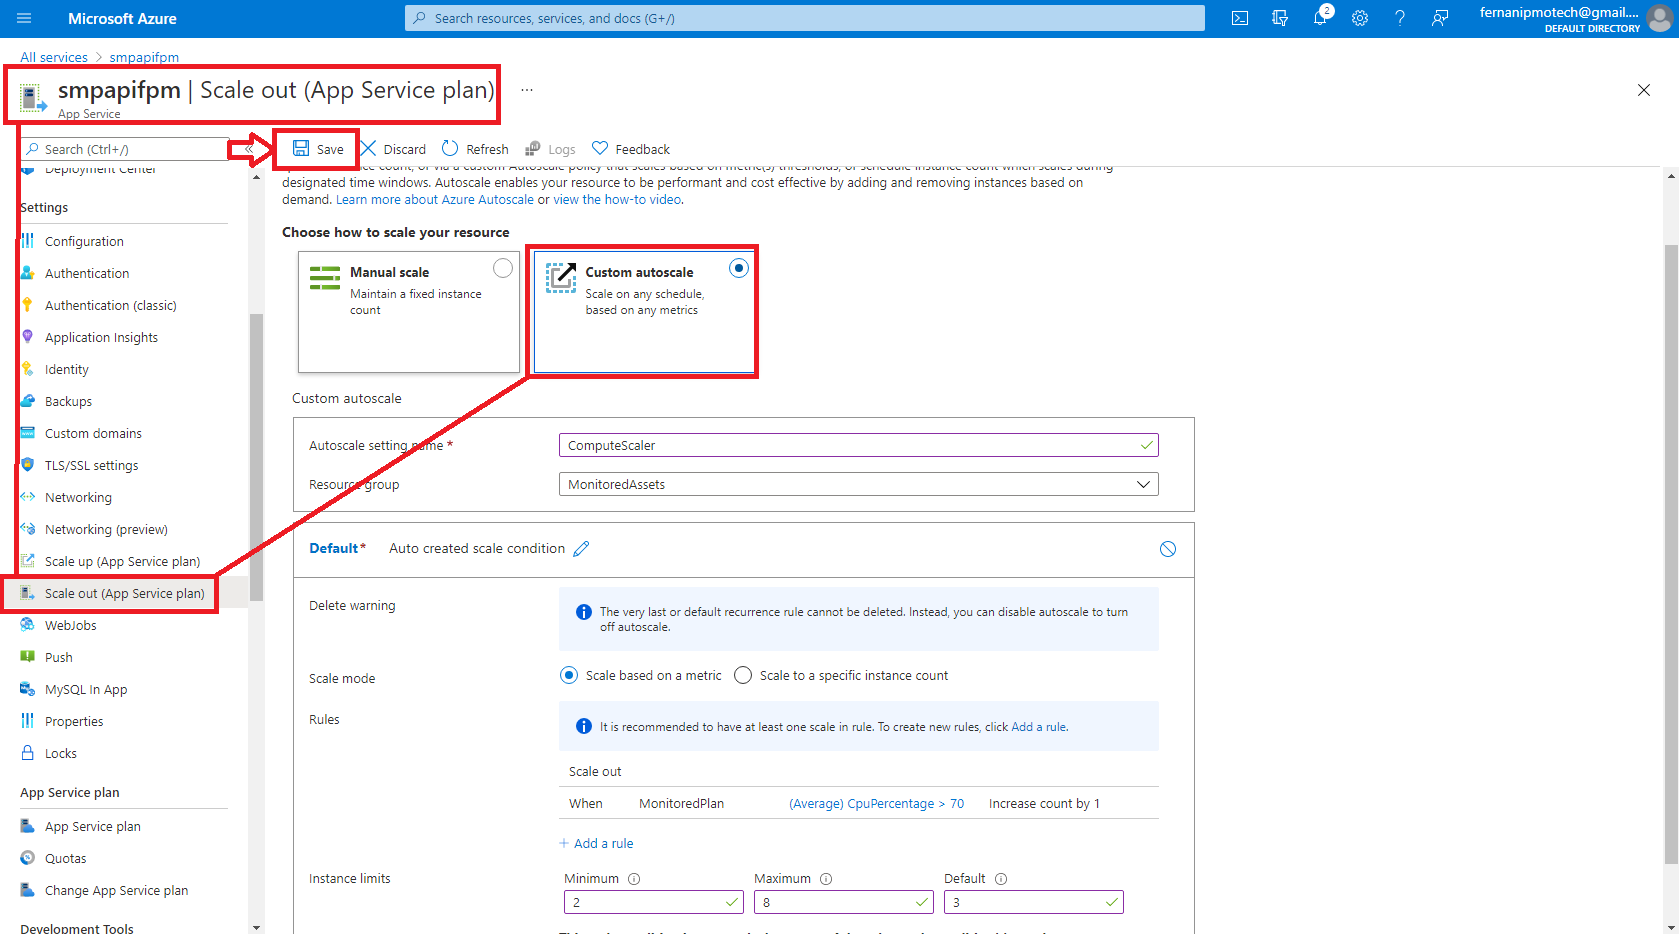 Microsoft Azure
Search resources, services, and docs (G+/)
2
fernanipmotech@gmail....
DEFAULT DIRECTORY
All services > smpapifpm
smpapifpm | Scale out (App Service plan)
...
App Service
Search (Ctrl+/)
«
Save
Discard
Refresh
Logs
Feedback
Deployment Center
Settings
Configuration
Authentication
Authentication (classic)
Application Insights
Identity
Backups
Custom domains
TLS/SSL settings
Networking
Networking (preview)
Scale up (App Service plan)
Scale out (App Service plan)
WebJobs
Push
MySQL In App
Properties
Locks
App Service plan
App Service plan
Quotas
Change App Service plan
Development Tools
count, or via a custom Autoscale policy that scales based on metric(s) thresholds, or schedule instance count which scales during
designated time windows. Autoscale enables your resource to be performant and cost effective by adding and removing instances based on
demand. Learn more about Azure Autoscale or view the how-to video.
Choose how to scale your resource
Manual scale
Maintain a fixed instance
count
Custom autoscale
Scale on any schedule,
based on any metrics
Custom autoscale
Autoscale setting name *
ComputeScaler
Resource group
MonitoredAssets
Default* Auto created scale condition
Delete warning
The very last or default recurrence rule cannot be deleted. Instead, you can disable autoscale to turn
off autoscale.
Scale mode
Scale based on a metric
Scale to a specific instance count
Rules
It is recommended to have at least one scale in rule. To create new rules, click Add a rule.
Scale out
When MonitoredPlan (Average) CpuPercentage > 70 Increase count by 1
+ Add a rule
Instance limits
Minimum
2
Maximum
8
Default
3